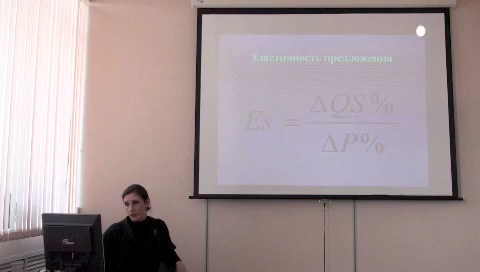 Эластичность предложения
Es = ΔQS% / ΔP%